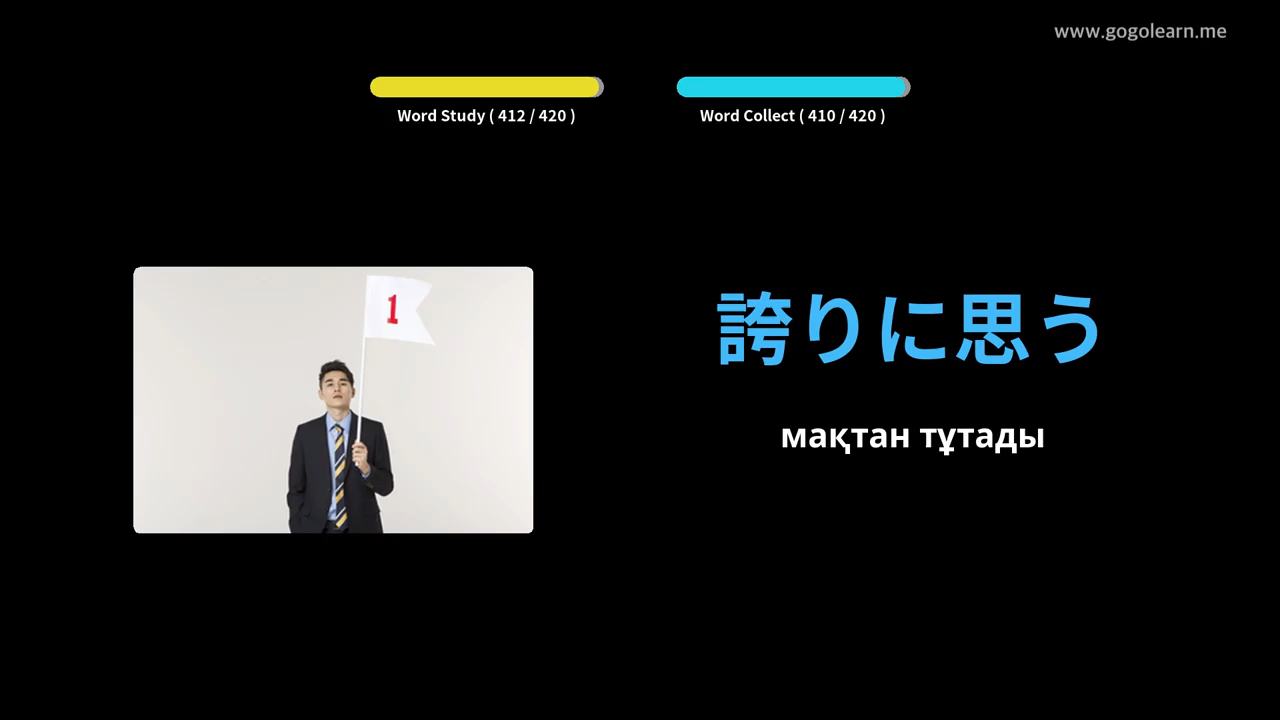 www.gogolearn.me
Word Study ( 412 / 420 )
Word Collect ( 410 / 420 )
1
誇りに思う
мақтан тұтады